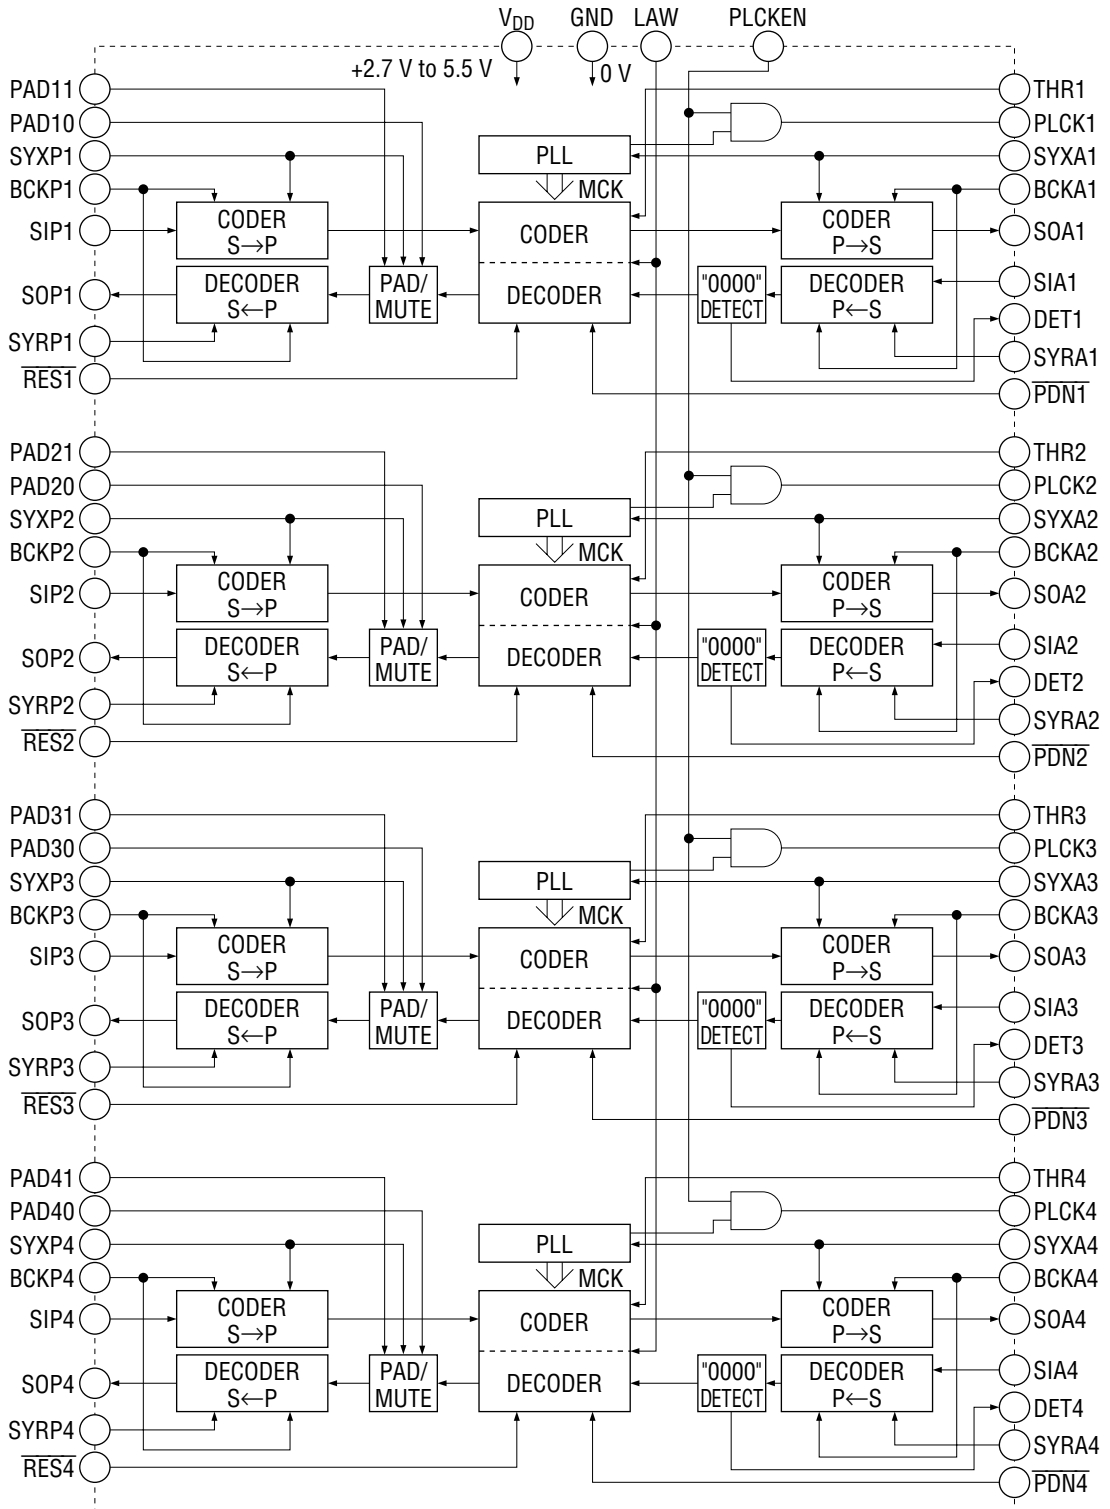 VDD GND LAW PLCKEN
+2.7 V to 5.5 V 0 V
PAD11 THR1
PAD10 PLCK1
PLL
SYXP1 SYXA1
MCK
BCKP1 BCKA1
CODER CODER CODER
S→P P→S
SIP1 SOA1
DECODER PAD/ DECODER "0000" DECODER
S←P MUTE DETECT P←S
SIA1
SOP1 DET1
SYRP1 SYRA1
RES1 PDN1
PAD21 THR2
PAD20 PLCK2
PLL
SYXP2 SYXA2
MCK
BCKP2 BCKA2
CODER CODER CODER
S→P P→S
SIP2 SOA2
DECODER PAD/ DECODER "0000" DECODER
S←P MUTE DETECT P←S
SIA2
SOP2 DET2
SYRP2 SYRA2
RES2 PDN2
PAD31 THR3
PAD30 PLCK3
PLL
SYXP3 SYXA3
MCK
BCKP3 BCKA3
CODER CODER CODER
S→P P→S
SIP3 SOA3
DECODER PAD/ DECODER "0000" DECODER
S←P MUTE DETECT P←S
SIA3
SOP3 DET3
SYRP3 SYRA3
RES3 PDN3
PAD41 THR4
PAD40 PLCK4
PLL
SYXP4 SYXA4
MCK
BCKP4 BCKA4
CODER CODER CODER
S→P P→S
SIP4 SOA4
DECODER PAD/ DECODER "0000" DECODER
S←P MUTE DETECT P←S
SIA4
SOP4 DET4
SYRP4 SYRA4
RES4 PDN4